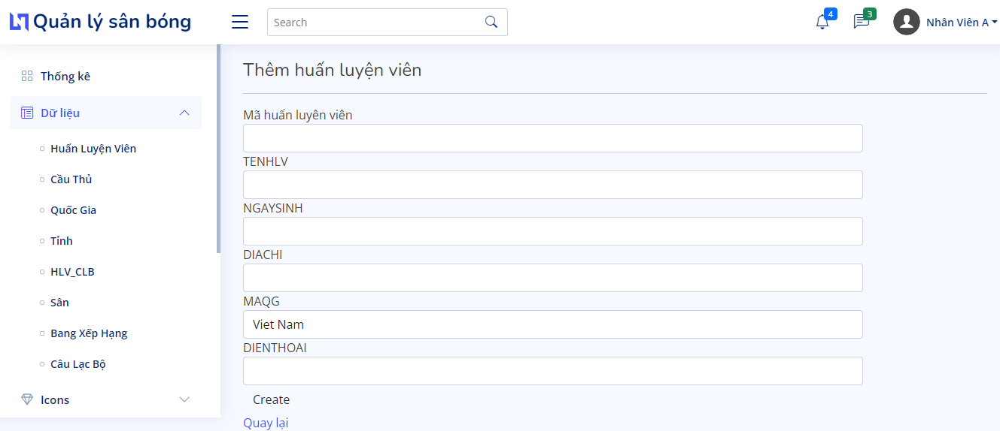 Quản lý sân bóng
Search
4
3
Nhân Viên A
Thống kê
Dữ liệu
Huấn Luyện Viên
Cầu Thủ
Quốc Gia
Tỉnh
HLV_CLB
Sân
Bang Xếp Hạng
Câu Lạc Bộ
Icons
Thêm huấn luyện viên
Mã huấn luyên viên
TENHLV
NGAYSINH
DIACHI
MAQG
Viet Nam
DIENTHOAI
Create
Quay lại